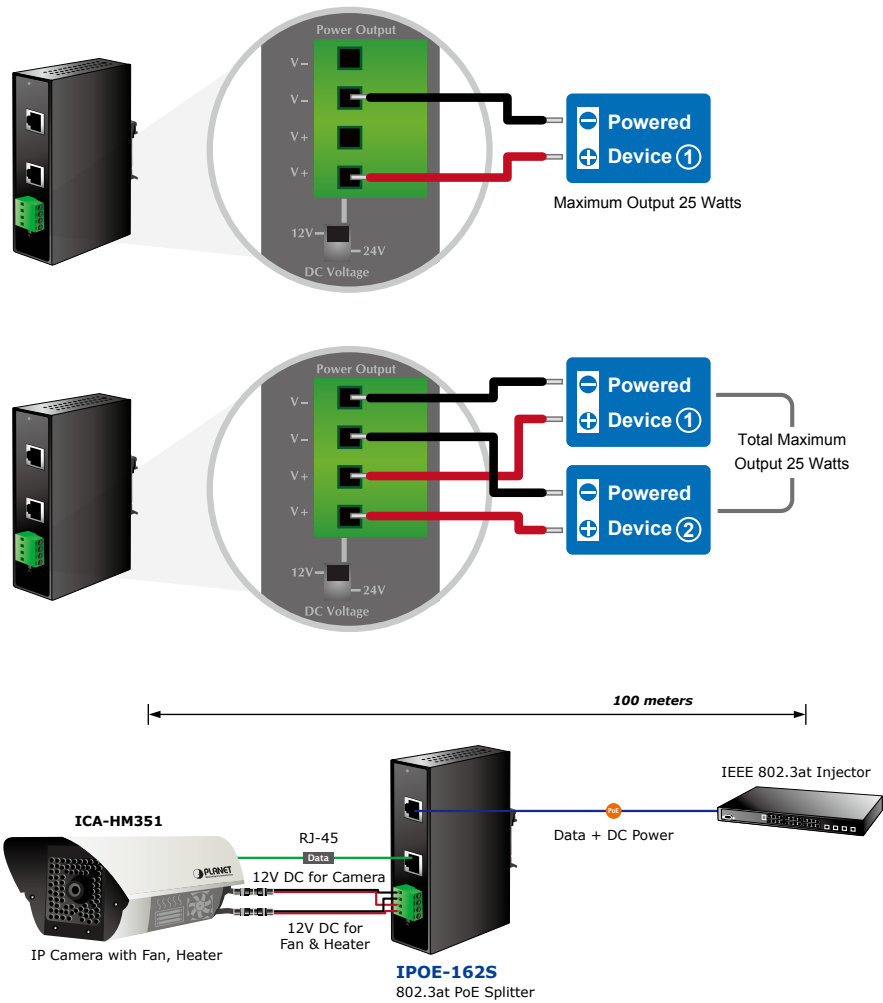 Power Output
V –
V –
V +
V +
12V
24V
DC Voltage
Powered
Device 1
Maximum Output 25 Watts
Power Output
V –
V –
V +
V +
12V
24V
DC Voltage
Powered
Device 1
Powered
Device 2
Total Maximum
Output 25 Watts
100 meters
IEEE 802.3at Injector
ICA-HM351
RJ-45
Data
PoE
Data + DC Power
PLANET
12V DC for Camera
12V DC for
Fan & Heater
IP Camera with Fan, Heater
IPOE-162S
802.3at PoE Splitter